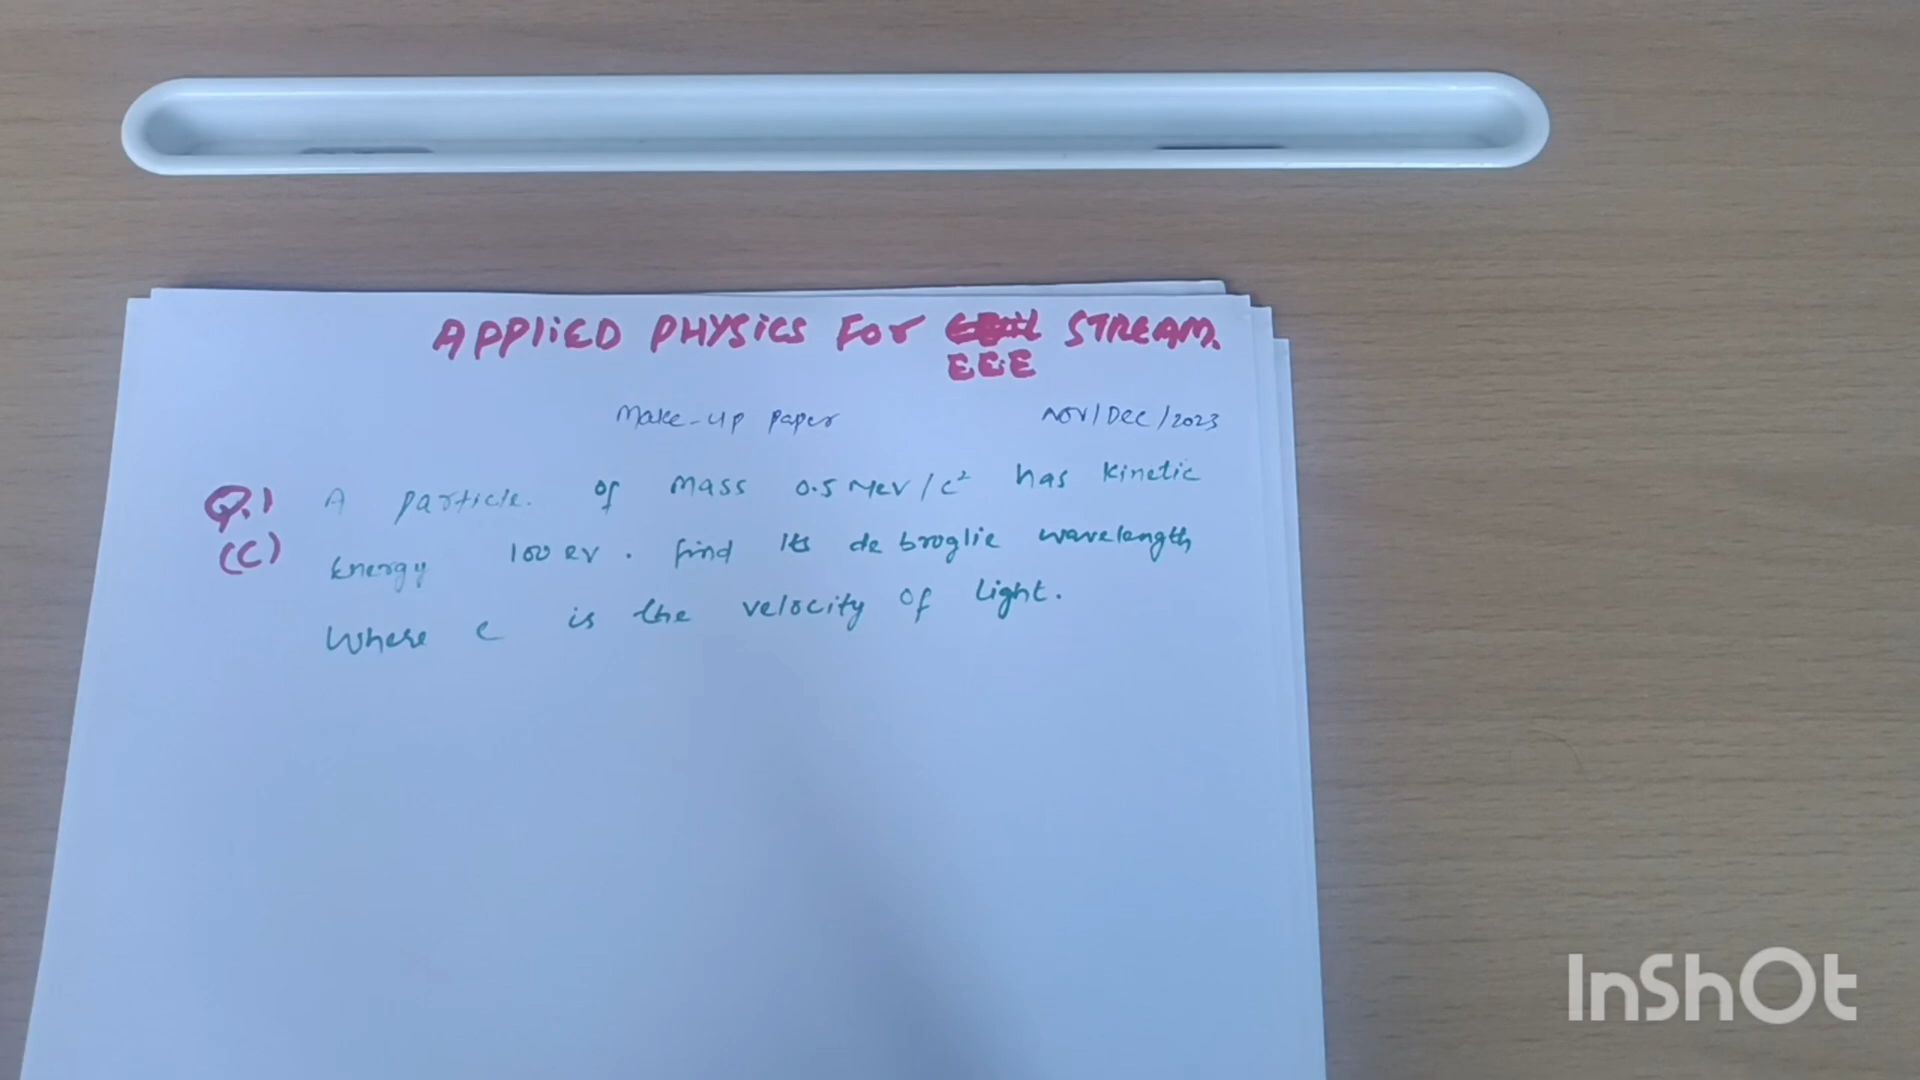 APPLIED PHYSICS FOR STREAM.
EEE
Make-up paper Nov/Dec/2023
Q.1 A particle. of mass 0.5 MeV/c² has kinetic
(C) Energy 100 ev. find Its de broglie wavelength
Where c is the velocity of light.
InShOt